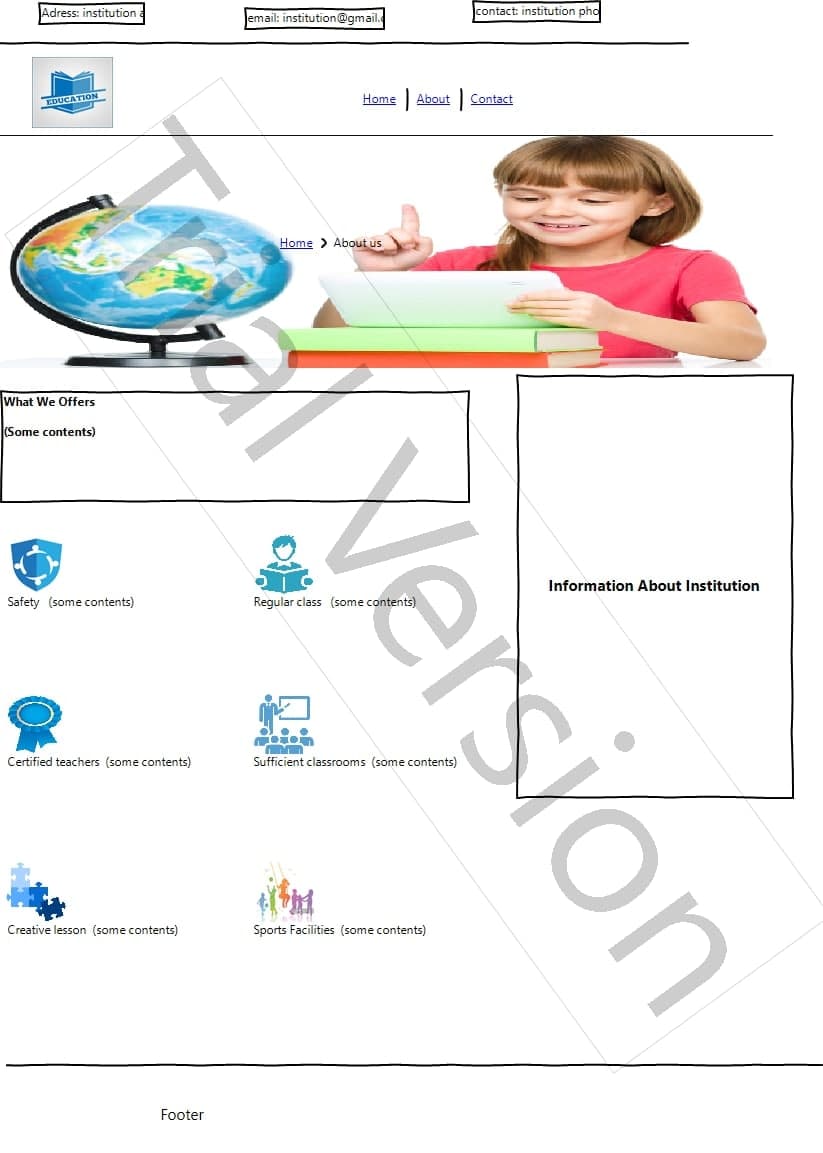 Adress: institution
email: institution@gmail.
contact: institution pho
EDUCATION
Home About Contact
Home > About us
What We Offers
(Some contents)
Information About Institution
Safety (some contents)
Regular class (some contents)
Certified teachers (some contents)
Sufficient classrooms (some contents)
Creative lesson (some contents)
Sports Facilities (some contents)
Footer
Trial Version